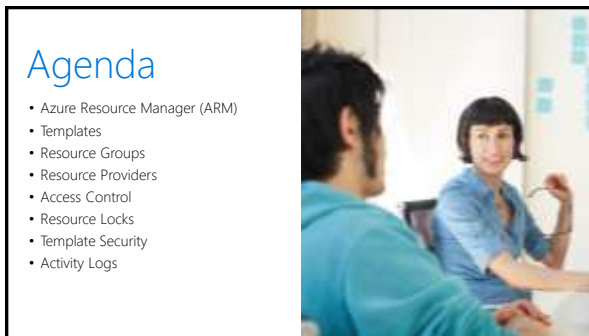 Agenda
• Azure Resource Manager (ARM)
• Templates
• Resource Groups
• Resource Providers
• Access Control
• Resource Locks
• Template Security
• Activity Logs